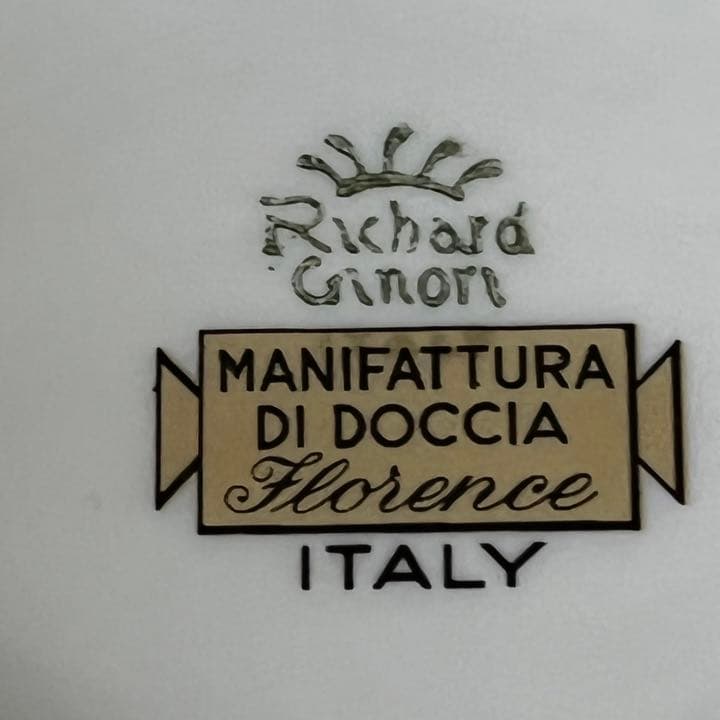 Richard
Ginori
MANIFATTURA
DI DOCCIA
Florence
ITALY